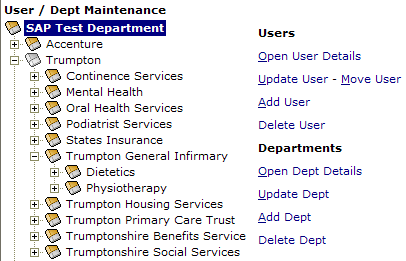 User / Dept Maintenance
SAP Test Department
Accenture
Trumpton
Continence Services
Mental Health
Oral Health Services
Podiatrist Services
States Insurance
Trumpton General Infirmary
Dietetics
Physiotherapy
Trumpton Housing Services
Trumpton Primary Care Trust
Trumptonshire Benefits Service
Trumptonshire Social Services
Users
Open User Details
Update User - Move User
Add User
Delete User
Departments
Open Dept Details
Update Dept
Add Dept
Delete Dept